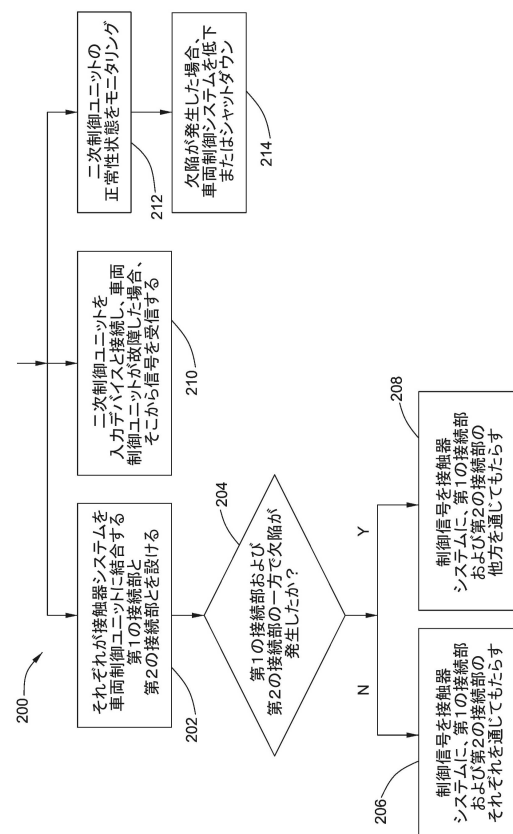 200
それぞれが接触器システムを
車両制御ユニットに結合する
第1の接続部と
第2の接続部とを設ける
202
第1の接続部および
第2の接続部の一方で欠陥が
発生したか？
204
N
Y
制御信号を接触器
システムに、第1の接続部
および第2の接続部の
それぞれを通じてもたらす
206
制御信号を接触器
システムに、第1の接続部
および第2の接続部の
他方を通じてもたらす
208
二次制御ユニットを
入力デバイスと接続し、車両
制御ユニットが故障した場合、
そこから信号を受信する
210
二次制御ユニットの
正常性状態をモニタリング
212
欠陥が発生した場合、
車両制御システムを低下
またはシャットダウン
214